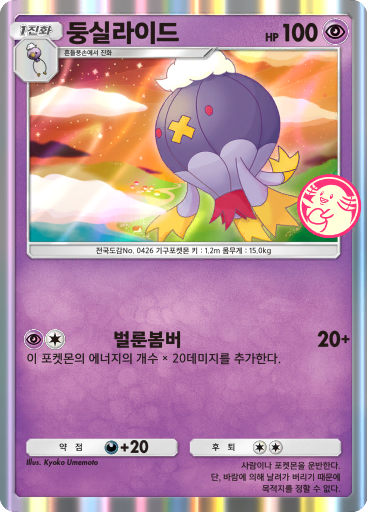 1진화
둥실라이드
HP 100
흔들풍손에서 진화
전국도감No. 0426 기구포켓몬 키 : 1.2m 몸무게 : 15.0kg
벌룬봄버 20+
이 포켓몬의 에너지의 개수 × 20데미지를 추가한다.
약 점 +20 후 퇴
Illus. Kyoko Umemoto
사람이나 포켓몬을 운반한다.
단, 바람에 의해 날려가 버리기 때문에
목적지를 정할 수 없다.